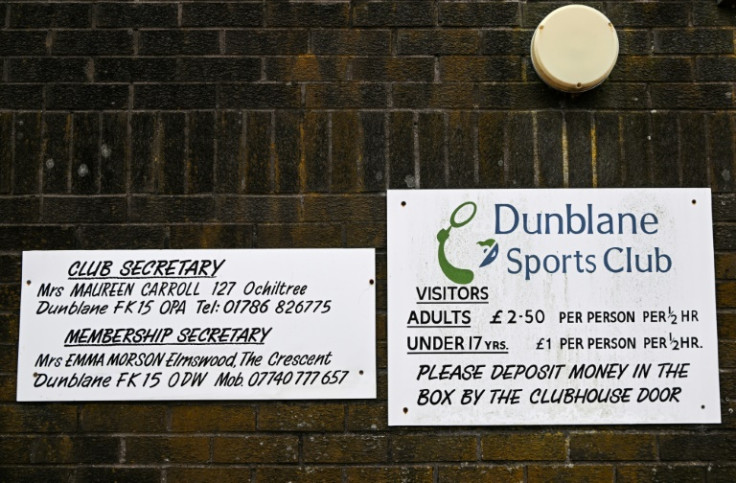 CLUB SECRETARY
Mrs MAUREEN CARROLL 127 Ochiltree
Dunblane FK15 OPA Tel: 01786 826775
MEMBERSHIP SECRETARY
Mrs EMMA MORSON Elmswood, The Crescent
Dunblane FK15 ODW Mob. 07740 777 657
Dunblane
Sports Club
VISITORS
ADULTS £2-50 PER PERSON PER ½ HR
UNDER 17 YRS. £1 PER PERSON PER ½ HR.
PLEASE DEPOSIT MONEY IN THE
BOX BY THE CLUBHOUSE DOOR